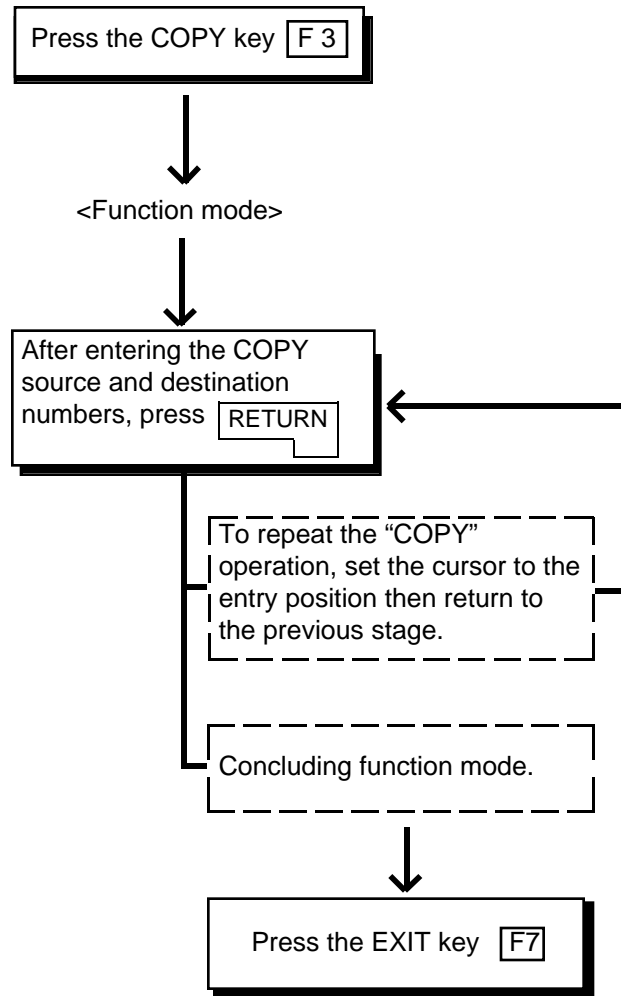 Press the COPY key F 3
<Function mode>
After entering the COPY
source and destination
numbers, press RETURN
To repeat the “COPY”
operation, set the cursor to the
entry position then return to
the previous stage.
Concluding function mode.
Press the EXIT key F7